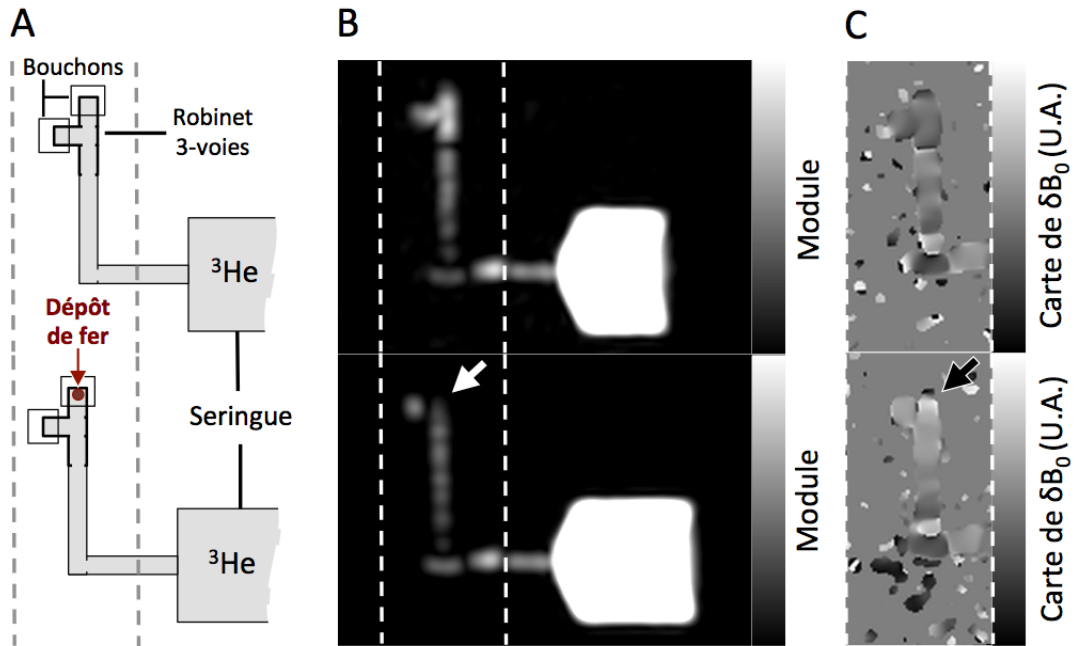 A
B
C
Bouchons
Robinet
3-voies
³He
Dépôt
de fer
Seringue
³He
Module
Module
Carte de δB₀ (U.A.)
Carte de δB₀ (U.A.)